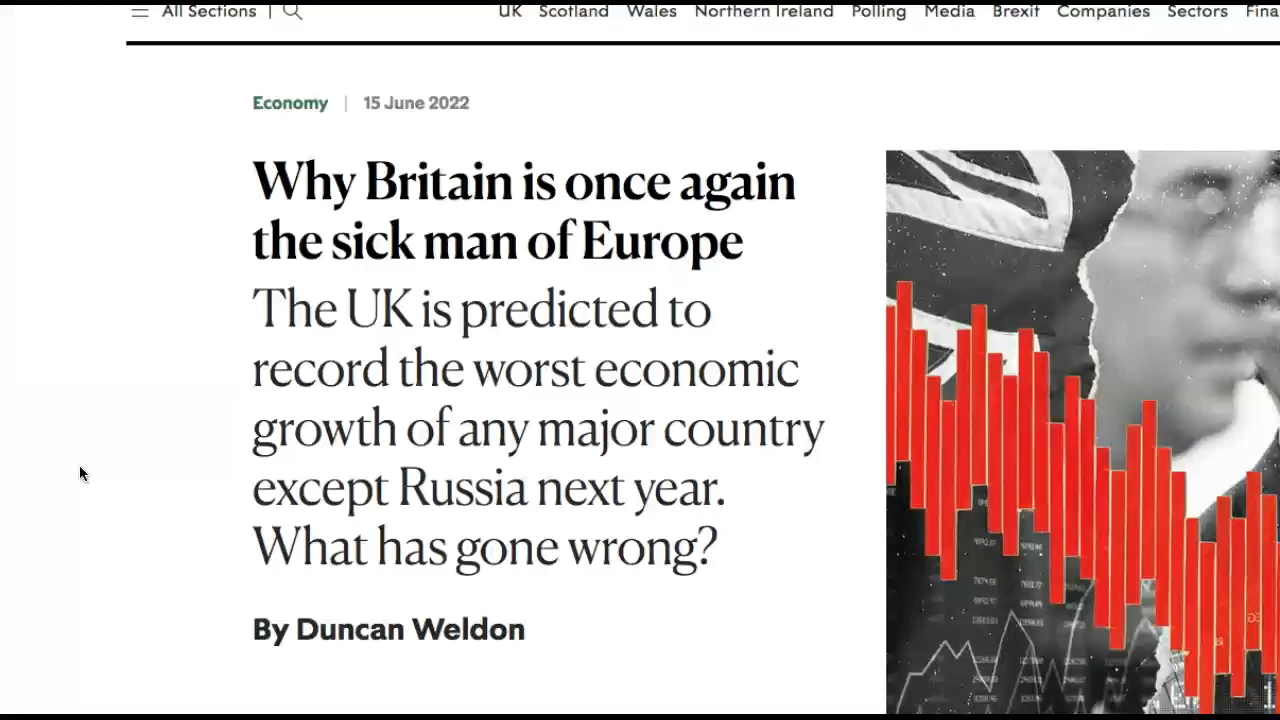 All Sections | UK Scotland Wales Northern Ireland Polling Media Brexit Companies Sectors
Economy | 15 June 2022
Why Britain is once again
the sick man of Europe
The UK is predicted to
record the worst economic
growth of any major country
except Russia next year.
What has gone wrong?
By Duncan Weldon